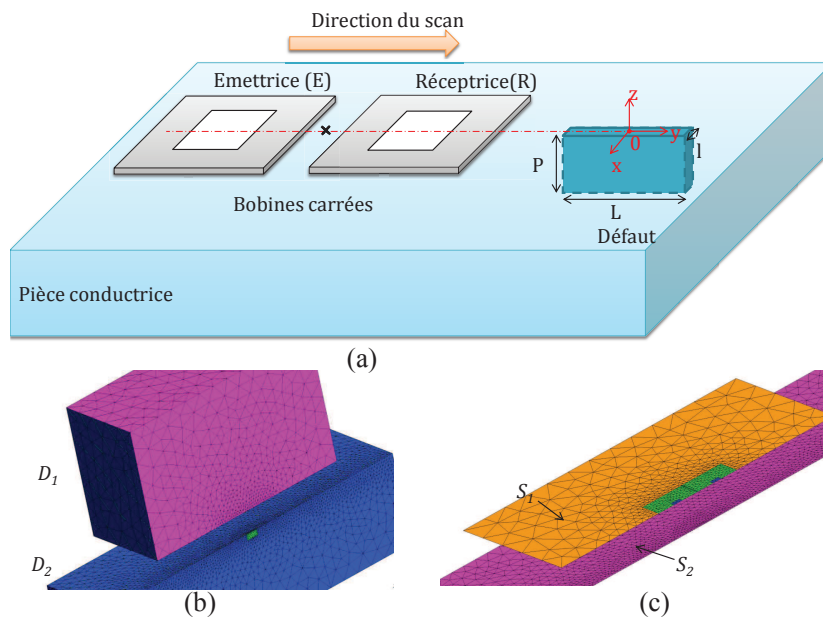 Direction du scan
Emettrice (E)
Réceptrice(R)
z
y
0
x
l
P
L
Bobines carrées
Défaut
Pièce conductrice
(a)
D1
D2
(b)
S1
S2
(c)